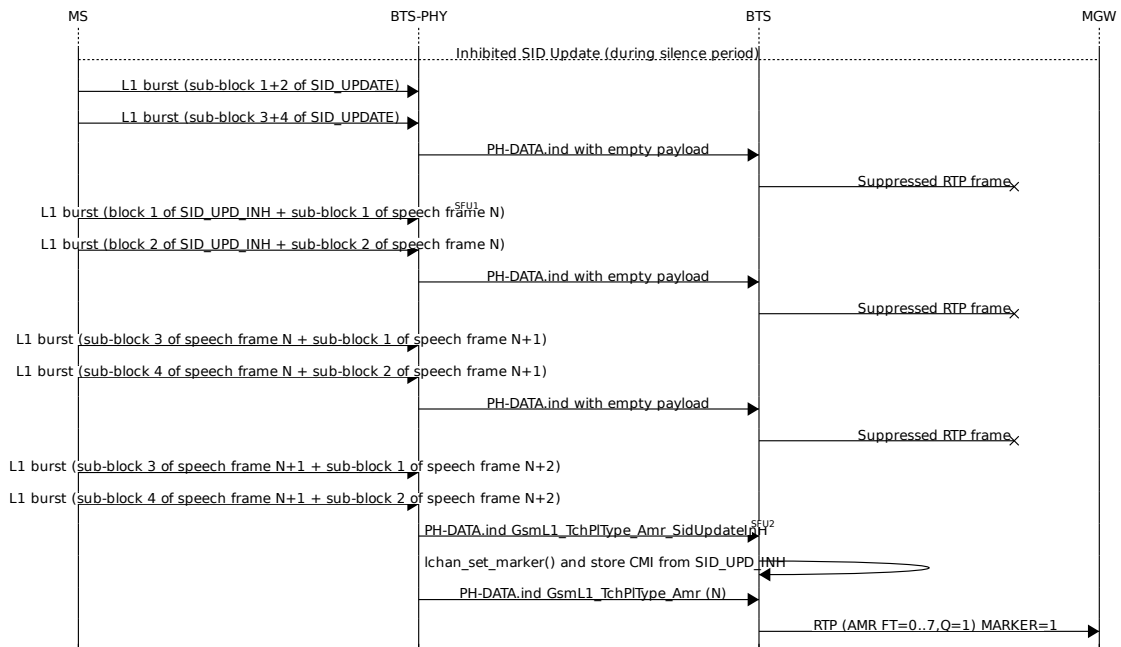 MS BTS-PHY BTS MGW
Inhibited SID Update (during silence period)
L1 burst (sub-block 1+2 of SID_UPDATE)
L1 burst (sub-block 3+4 of SID_UPDATE)
PH-DATA.ind with empty payload
Suppressed RTP frame
SFU1
L1 burst (block 1 of SID_UPD_INH + sub-block 1 of speech frame N)
L1 burst (block 2 of SID_UPD_INH + sub-block 2 of speech frame N)
PH-DATA.ind with empty payload
Suppressed RTP frame
L1 burst (sub-block 3 of speech frame N + sub-block 1 of speech frame N+1)
L1 burst (sub-block 4 of speech frame N + sub-block 2 of speech frame N+1)
PH-DATA.ind with empty payload
Suppressed RTP frame
L1 burst (sub-block 3 of speech frame N+1 + sub-block 1 of speech frame N+2)
L1 burst (sub-block 4 of speech frame N+1 + sub-block 2 of speech frame N+2)
SFU2
PH-DATA.ind GsmL1_TchPlType_Amr_SidUpdateInH
lchan_set_marker() and store CMI from SID_UPD_INH
PH-DATA.ind GsmL1_TchPlType_Amr (N)
RTP (AMR FT=0..7,Q=1) MARKER=1